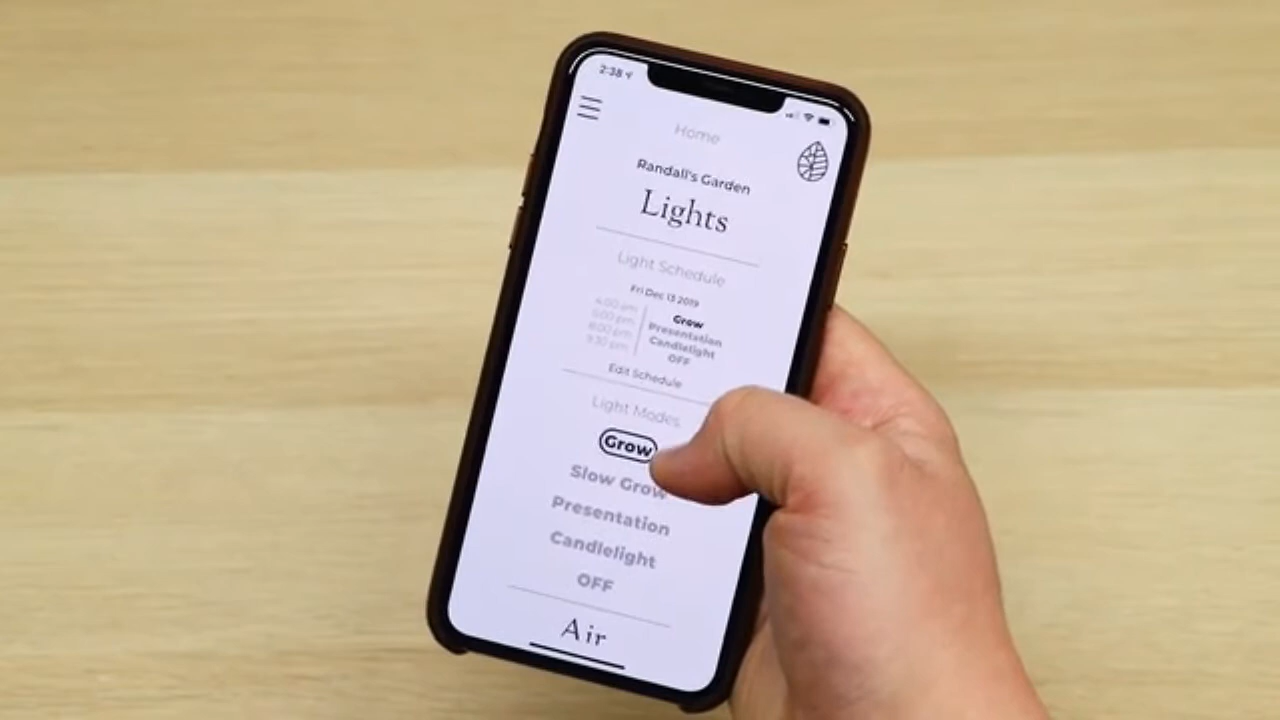 2:38
Home
Randall's Garden
Lights
Light Schedule
Fri Dec 13 2019
4:00 am Grow
5:00 pm Presentation
8:00 pm Candlelight
9:30 pm OFF
Edit Schedule
Light Modes
Grow
Slow Grow
Presentation
Candlelight
OFF
Air